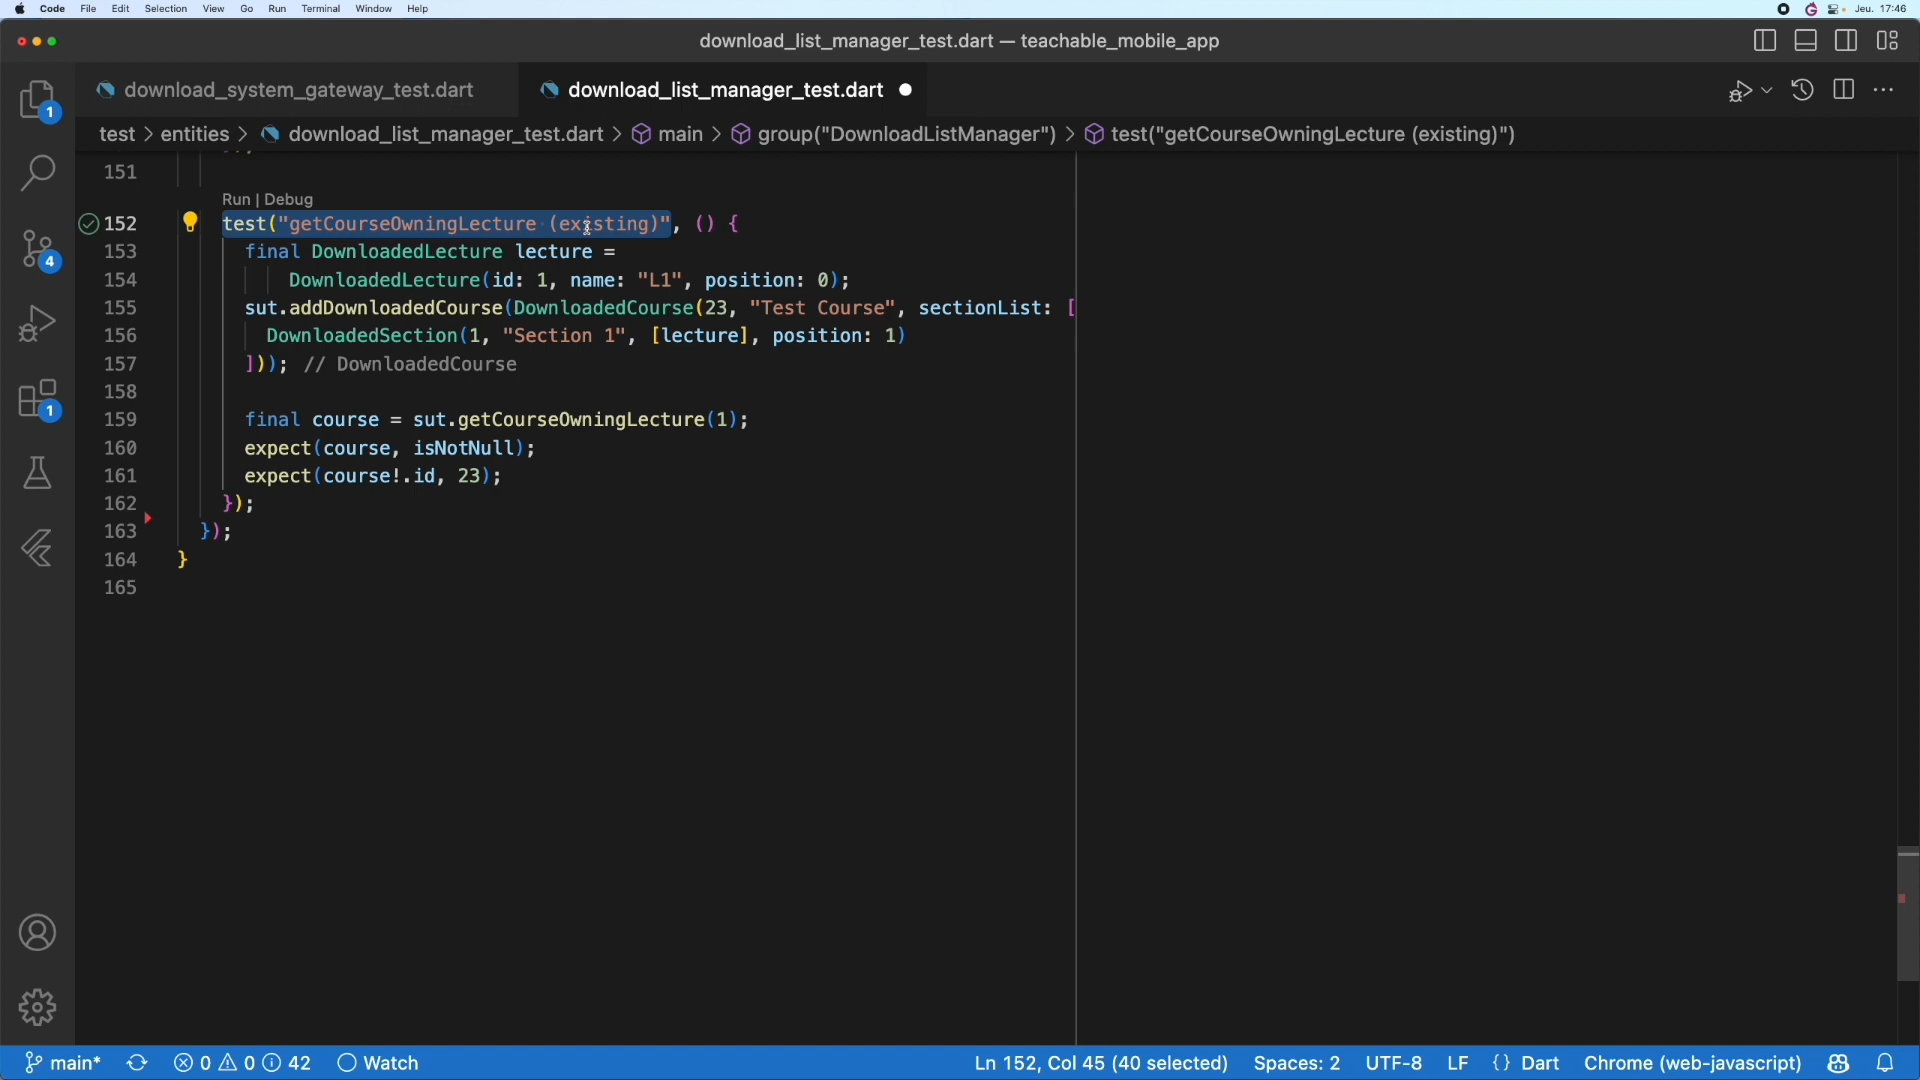 Code File Edit Selection View Go Run Terminal Window Help Jeu. 17:46
download_list_manager_test.dart — teachable_mobile_app
download_system_gateway_test.dart download_list_manager_test.dart
test > entities > download_list_manager_test.dart > main > group("DownloadListManager") > test("getCourseOwningLecture (existing)")
1
151
Run | Debug
152 test("getCourseOwningLecture (existing)", () {
153 final DownloadedLecture lecture =
4
154 DownloadedLecture(id: 1, name: "L1", position: 0);
155 sut.addDownloadedCourse(DownloadedCourse(23, "Test Course", sectionList: [
156 DownloadedSection(1, "Section 1", [lecture], position: 1)
157 ])); // DownloadedCourse
158
1
159 final course = sut.getCourseOwningLecture(1);
160 expect(course, isNotNull);
161 expect(course!.id, 23);
162 });
163 });
164 }
165
main* 0 0 42 Watch Ln 152, Col 45 (40 selected) Spaces: 2 UTF-8 LF {} Dart Chrome (web-javascript)